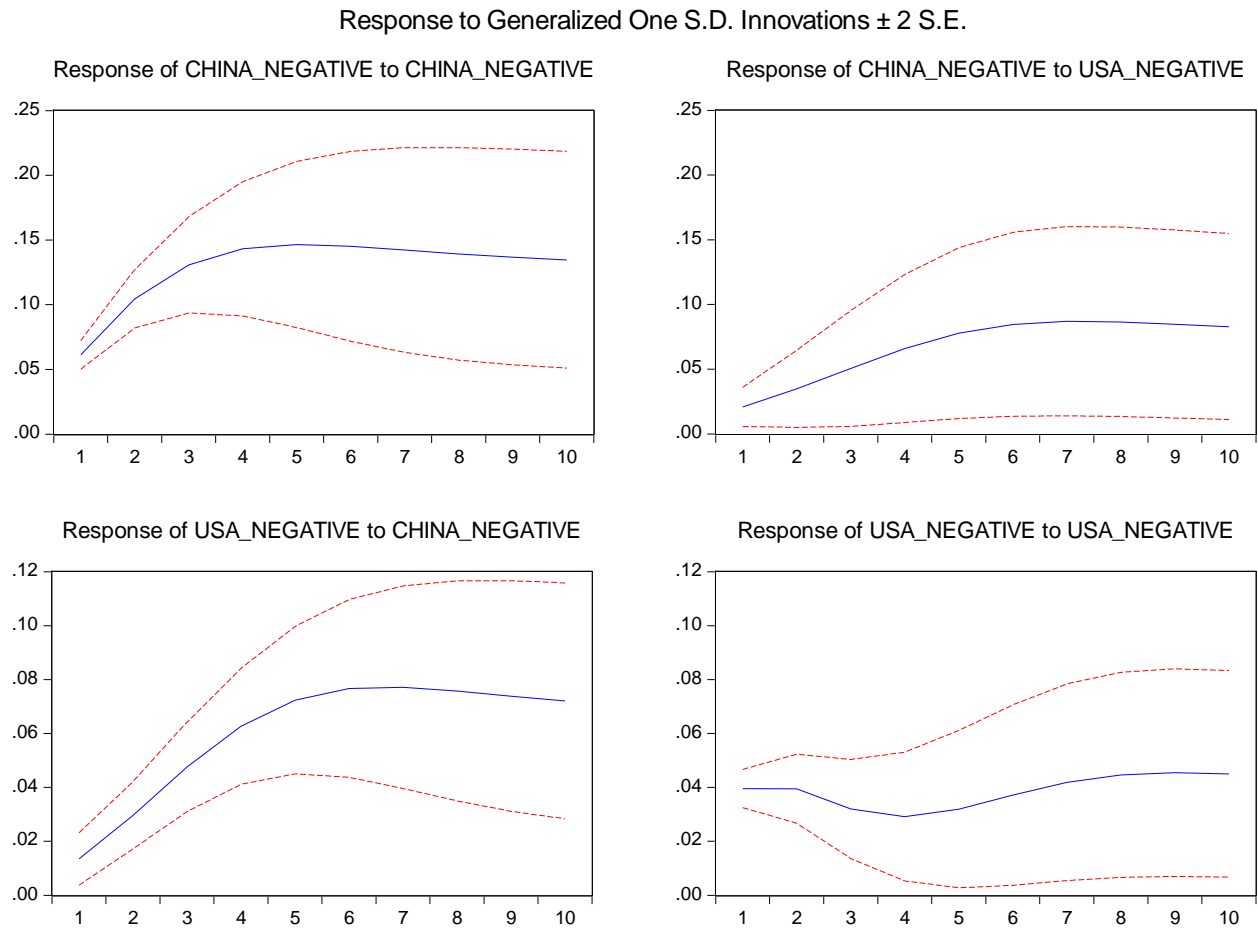 Response to Generalized One S.D. Innovations ± 2 S.E.
Response of CHINA_NEGATIVE to CHINA_NEGATIVE
.25
.20
.15
.10
.05
.00
1 2 3 4 5 6 7 8 9 10
Response of CHINA_NEGATIVE to USA_NEGATIVE
.25
.20
.15
.10
.05
.00
1 2 3 4 5 6 7 8 9 10
Response of USA_NEGATIVE to CHINA_NEGATIVE
.12
.10
.08
.06
.04
.02
.00
1 2 3 4 5 6 7 8 9 10
Response of USA_NEGATIVE to USA_NEGATIVE
.12
.10
.08
.06
.04
.02
.00
1 2 3 4 5 6 7 8 9 10